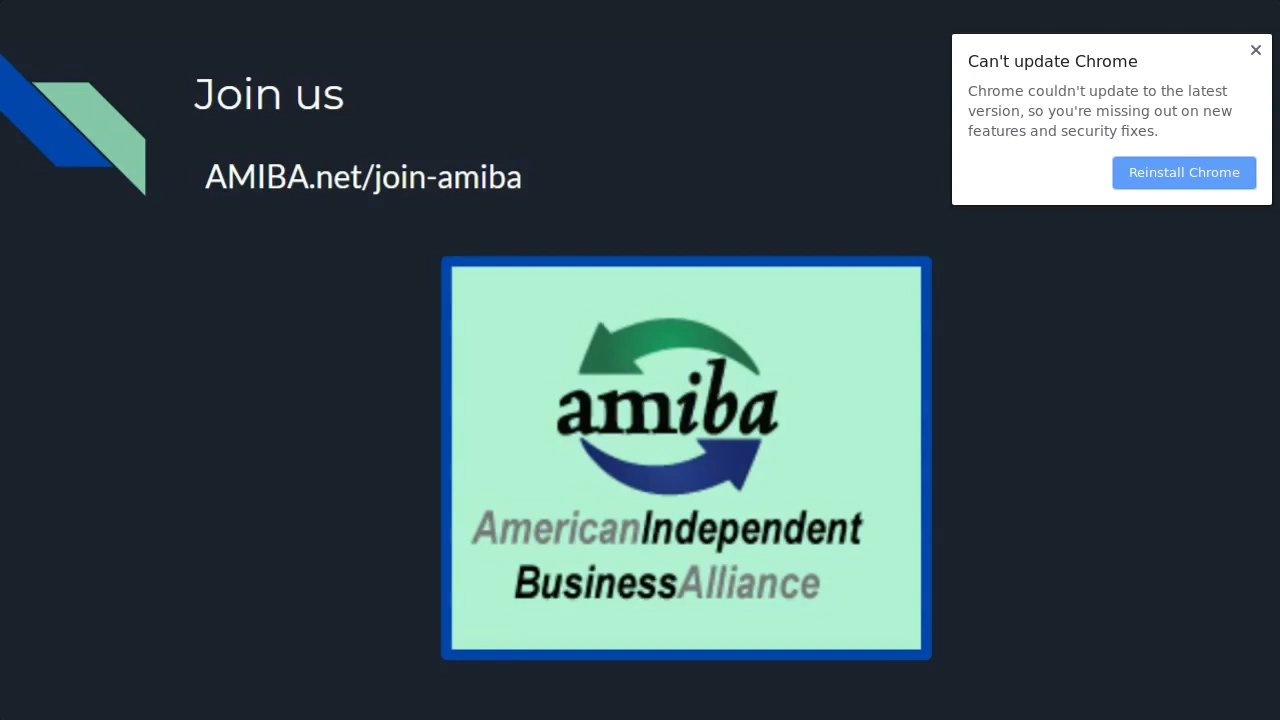 Join us
AMIBA.net/join-amiba
Can't update Chrome
Chrome couldn't update to the latest
version, so you're missing out on new
features and security fixes.
Reinstall Chrome
amiba
AmericanIndependent
BusinessAlliance